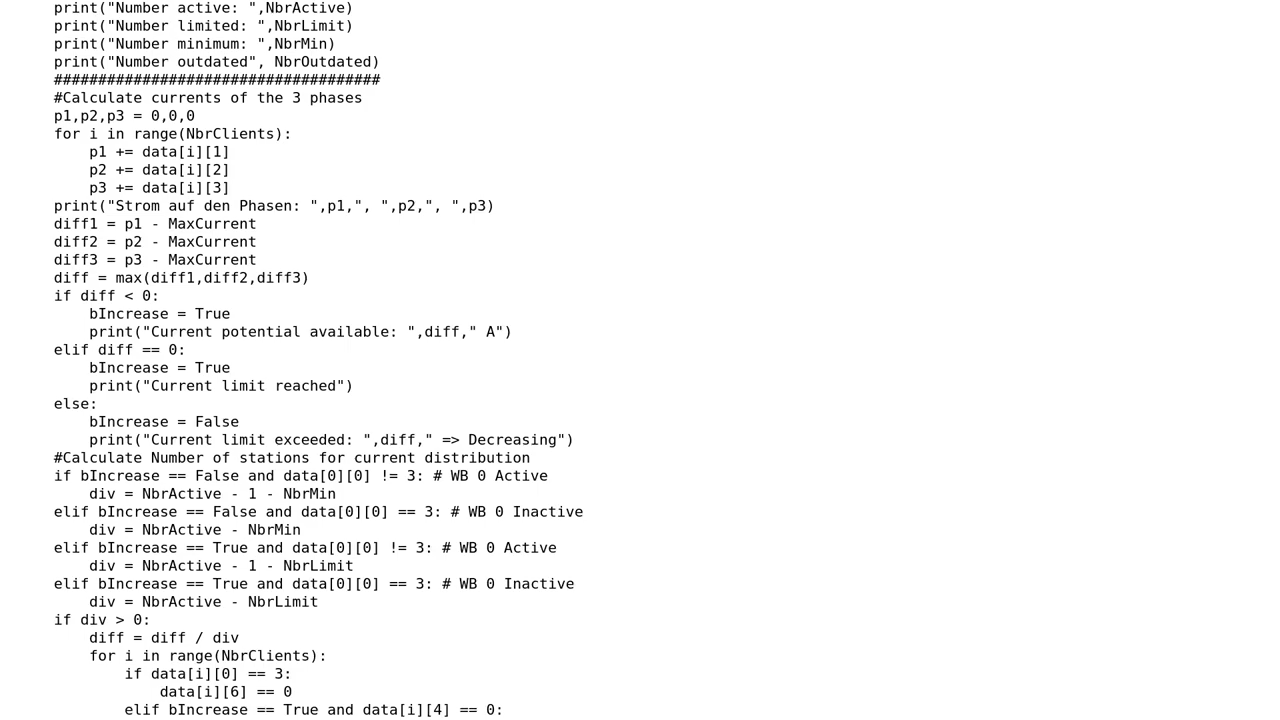 print("Number active: ",NbrActive)
print("Number limited: ",NbrLimit)
print("Number minimum: ",NbrMin)
print("Number outdated", NbrOutdated)
#####################################
#Calculate currents of the 3 phases
p1,p2,p3 = 0,0,0
for i in range(NbrClients):
    p1 += data[i][1]
    p2 += data[i][2]
    p3 += data[i][3]
print("Strom auf den Phasen: ",p1,", ",p2,", ",p3)
diff1 = p1 - MaxCurrent
diff2 = p2 - MaxCurrent
diff3 = p3 - MaxCurrent
diff = max(diff1,diff2,diff3)
if diff < 0:
    bIncrease = True
    print("Current potential available: ",diff," A")
elif diff == 0:
    bIncrease = True
    print("Current limit reached")
else:
    bIncrease = False
    print("Current limit exceeded: ",diff," => Decreasing")
#Calculate Number of stations for current distribution
if bIncrease == False and data[0][0] != 3: # WB 0 Active
    div = NbrActive - 1 - NbrMin
elif bIncrease == False and data[0][0] == 3: # WB 0 Inactive
    div = NbrActive - NbrMin
elif bIncrease == True and data[0][0] != 3: # WB 0 Active
    div = NbrActive - 1 - NbrLimit
elif bIncrease == True and data[0][0] == 3: # WB 0 Inactive
    div = NbrActive - NbrLimit
if div > 0:
    diff = diff / div
    for i in range(NbrClients):
        if data[i][0] == 3:
            data[i][6] == 0
        elif bIncrease == True and data[i][4] == 0: